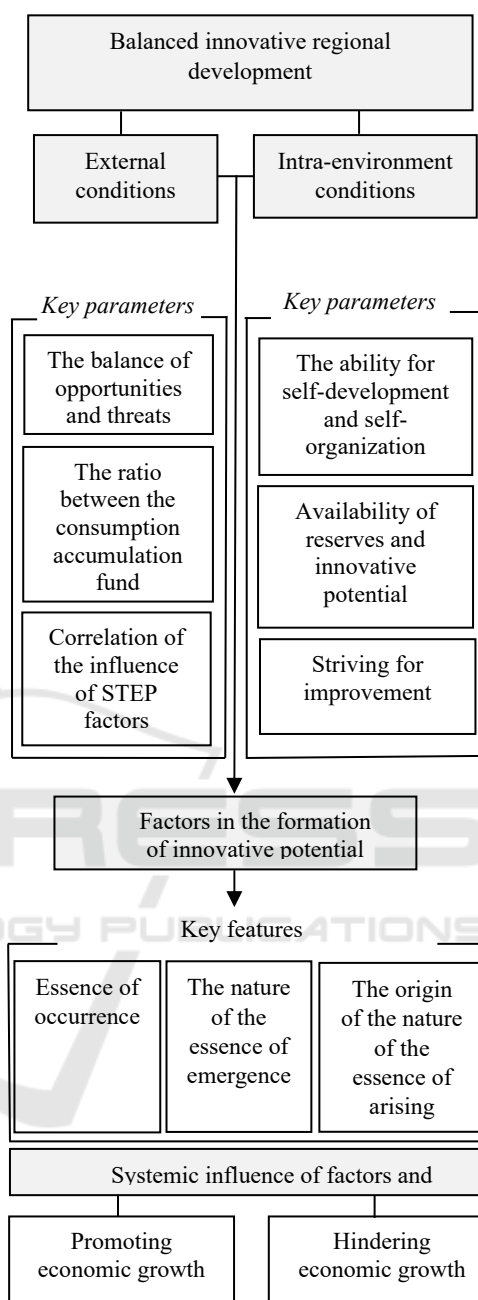 Balanced innovative regional
development
External
conditions
Intra-environment
conditions
Key parameters
The balance of
opportunities
and threats
The ratio
between the
consumption
accumulation
fund
Correlation of
the influence
of STEP
factors
Key parameters
The ability for
self-development
and self-
organization
Availability of
reserves and
innovative
potential
Striving for
improvement
Factors in the formation
of innovative potential
Key features
Essence of
occurrence
The nature
of the
essence of
emergence
The origin
of the nature
of the
essence of
arising
Systemic influence of factors and
Promoting
economic growth
Hindering
economic growth
PRESS
OGY PUBLICATIONS